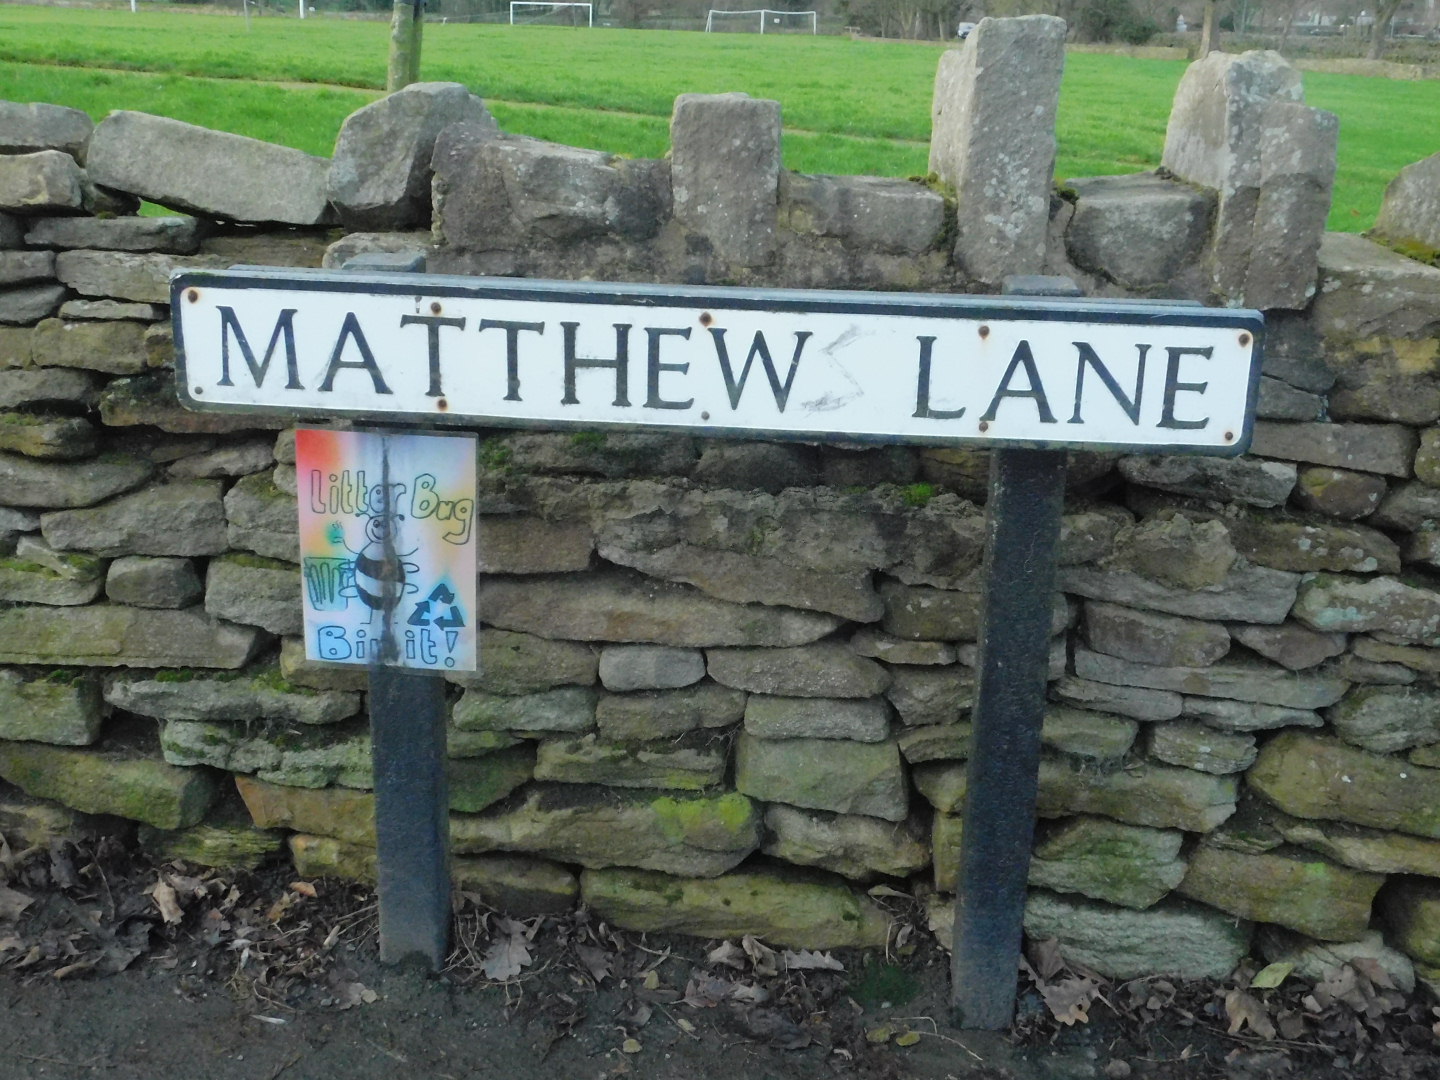 MATTHEW LANE
Litter Bug
Bin it!